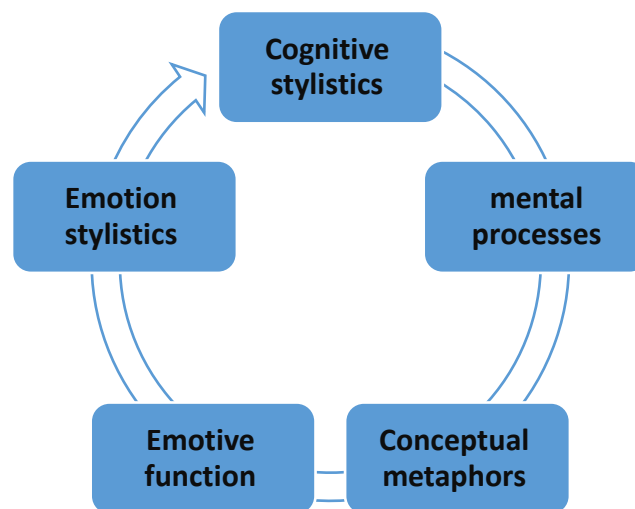 Cognitive
stylistics
mental
processes
Conceptual
metaphors
Emotive
function
Emotion
stylistics